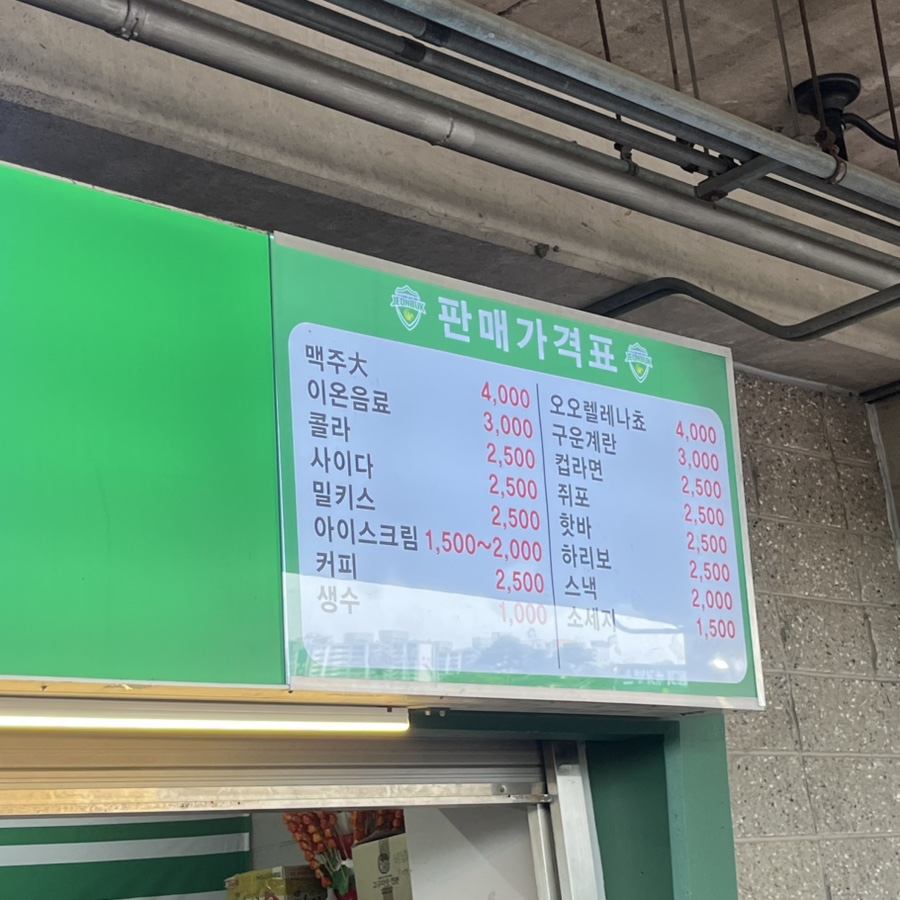 JEONBUK 판매가격표 JEONBUK
맥주大 4,000
이온음료 3,000
콜라 2,500
사이다 2,500
밀키스 2,500
아이스크림 1,500~2,000
커피 2,500
생수 1,000
오오렐레나쵸 4,000
구운계란 3,000
컵라면 2,500
쥐포 2,500
핫바 2,500
하리보 2,500
스낵 2,000
소세지 1,500